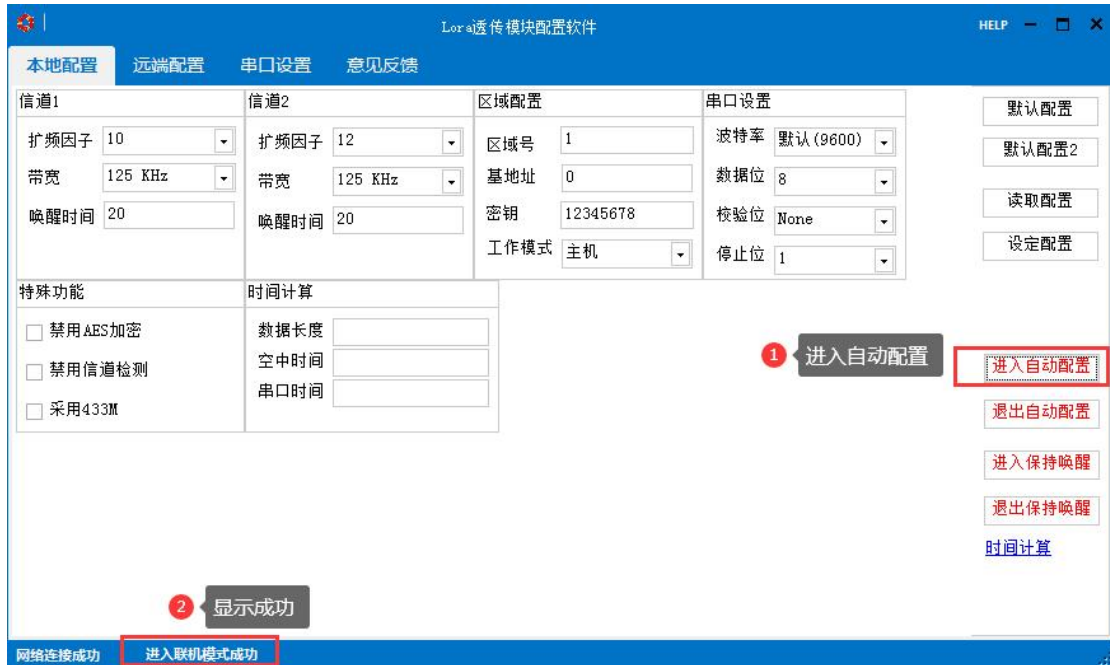 Lora透传模块配置软件
HELP
本地配置 远端配置 串口设置 意见反馈
信道1
扩频因子 10
带宽 125 KHz
唤醒时间 20
信道2
扩频因子 12
带宽 125 KHz
唤醒时间 20
区域配置
区域号 1
基地址 0
密钥 12345678
工作模式 主机
串口设置
波特率 默认(9600)
数据位 8
校验位 None
停止位 1
默认配置
默认配置2
读取配置
设定配置
特殊功能
禁用AES加密
禁用信道检测
采用433M
时间计算
数据长度
空中时间
串口时间
1 进入自动配置
进入自动配置
退出自动配置
进入保持唤醒
退出保持唤醒
时间计算
2 显示成功
网络连接成功 进入联机模式成功